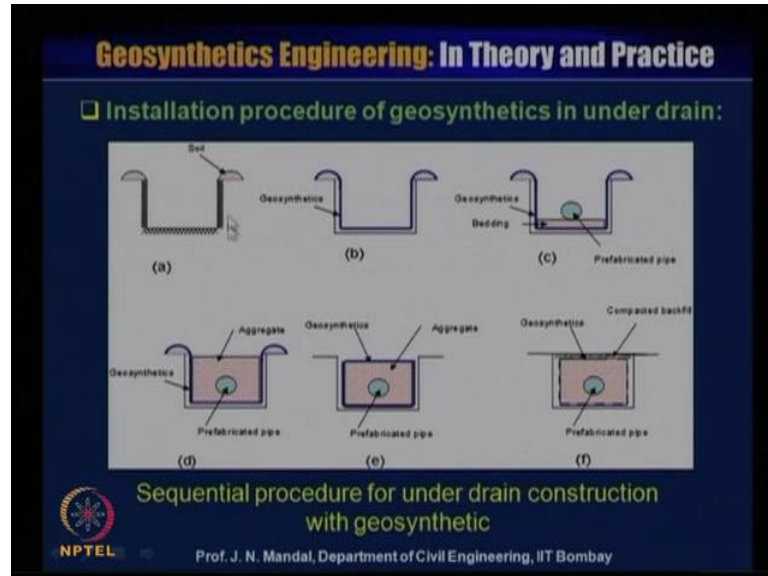 Geosynthetics Engineering: In Theory and Practice
Installation procedure of geosynthetics in under drain:
Soil
(a)
Geosynthetics
(b)
Geosynthetics
Bedding
Prefabricated pipe
(c)
Aggregate
Geosynthetics
Prefabricated pipe
(d)
Geosynthetics
Aggregate
Prefabricated pipe
(e)
Compacted backfill
Geosynthetics
Prefabricated pipe
(f)
Sequential procedure for under drain construction
with geosynthetic
NPTEL
Prof. J. N. Mandal, Department of Civil Engineering, IIT Bombay